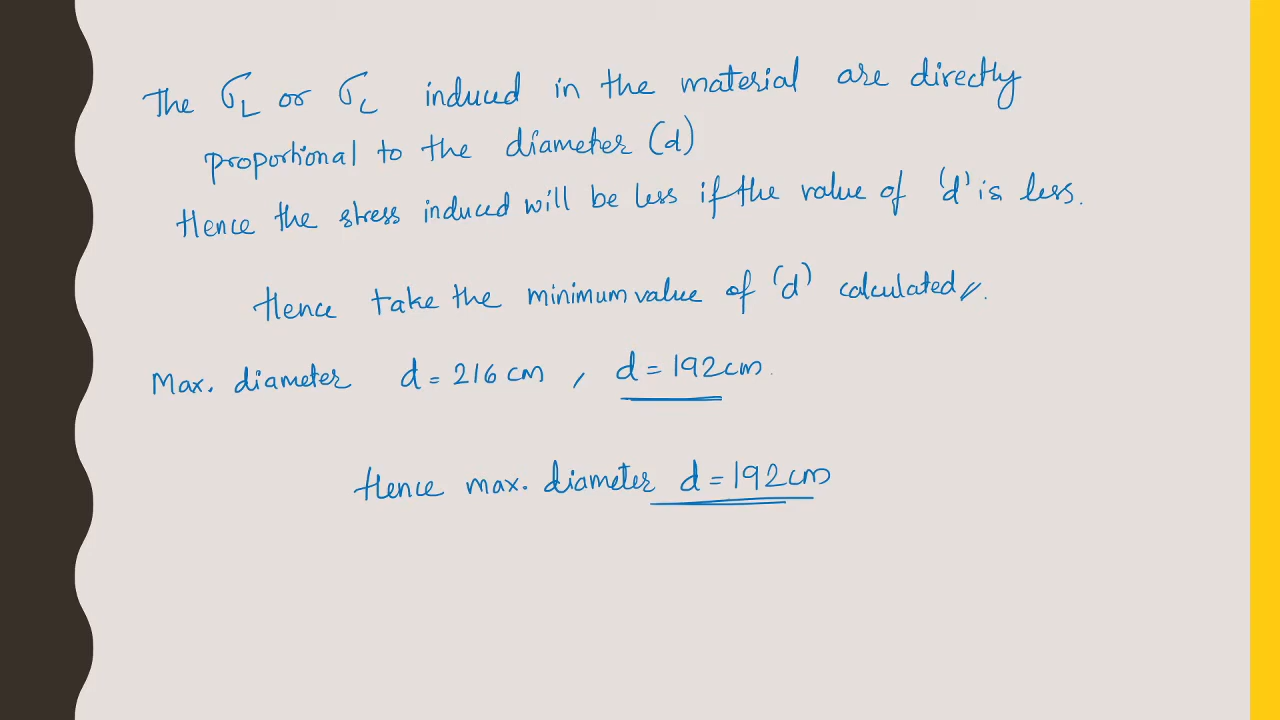 The σL or σc induced in the material are directly
proportional to the diameter (d)
Hence the stress induced will be less if the value of 'd' is less.
Hence take the minimum value of 'd' calculated //.
Max. diameter d = 216 cm , d = 192 cm.
Hence max. diameter d = 192 cm